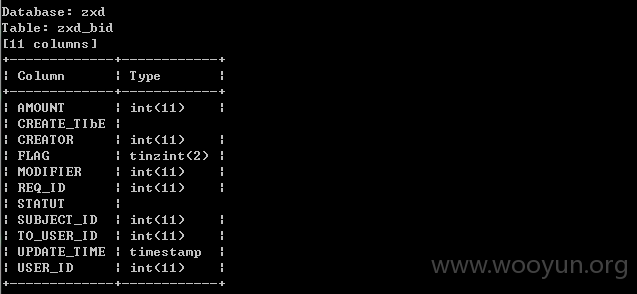 Database: zxd
Table: zxd_bid
[11 columns]
+-------------+-------------+
| Column | Type |
+-------------+-------------+
| AMOUNT | int(11) |
| CREATE_TIbE |
| CREATOR | int(11) |
| FLAG | tinzint(2) |
| MODIFIER | int(11) |
| REQ_ID | int(11) |
| STATUT |
| SUBJECT_ID | int(11) |
| TO_USER_ID | int(11) |
| UPDATE_TIME | timestamp |
| USER_ID | int(11) |
+-------------+-------------+
www.wooyun.org